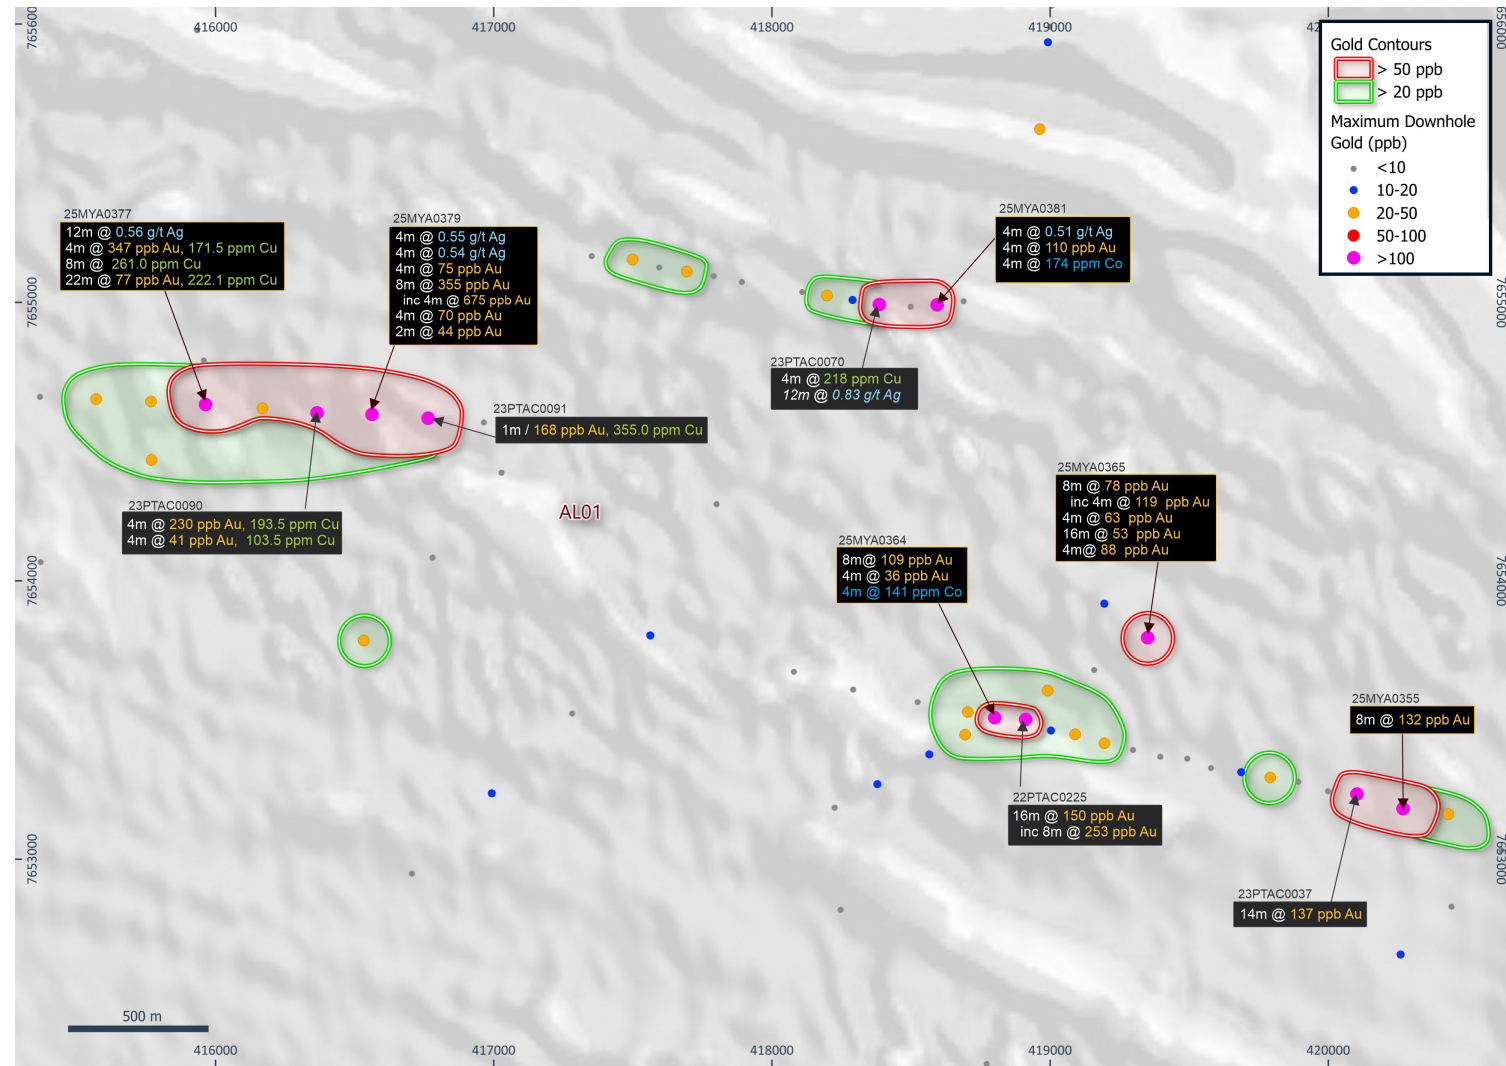 416000
417000
418000
419000
7655000
7655000
7654000
7654000
7653000
7653000
Gold Contours
> 50 ppb
> 20 ppb
Maximum Downhole
Gold (ppb)
<10
10-20
20-50
50-100
>100
25MYA0377
12m @ 0.56 g/t Ag
4m @ 347 ppb Au, 171.5 ppm Cu
8m @ 261.0 ppm Cu
22m @ 77 ppb Au, 222.1 ppm Cu
25MYA0379
4m @ 0.55 g/t Ag
4m @ 0.54 g/t Ag
4m @ 75 ppb Au
8m @ 355 ppb Au
inc 4m @ 675 ppb Au
4m @ 70 ppb Au
2m @ 44 ppb Au
25MYA0381
4m @ 0.51 g/t Ag
4m @ 110 ppb Au
4m @ 174 ppm Co
23PTAC0070
4m @ 218 ppm Cu
12m @ 0.83 g/t Ag
23PTAC0091
1m / 168 ppb Au, 355.0 ppm Cu
23PTAC0090
4m @ 230 ppb Au, 193.5 ppm Cu
4m @ 41 ppb Au, 103.5 ppm Cu
AL01
25MYA0365
8m @ 78 ppb Au
inc 4m @ 119 ppb Au
4m @ 63 ppb Au
16m @ 53 ppb Au
4m@ 88 ppb Au
25MYA0364
8m@ 109 ppb Au
4m @ 36 ppb Au
4m @ 141 ppm Co
25MYA0355
8m @ 132 ppb Au
22PTAC0225
16m @ 150 ppb Au
inc 8m @ 253 ppb Au
23PTAC0037
14m @ 137 ppb Au
500 m
416000
417000
418000
419000
420000